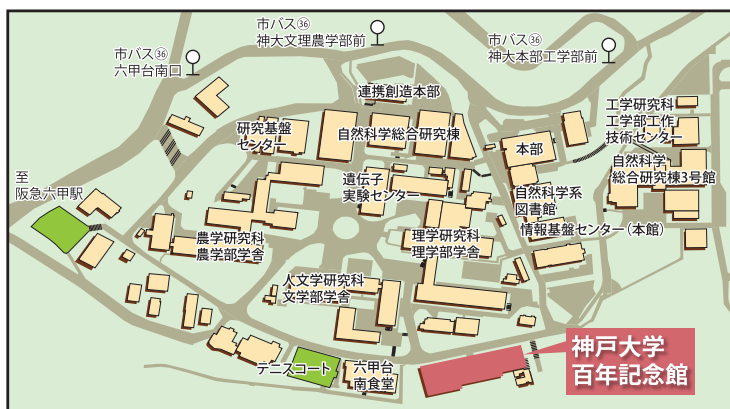 市バス㊱
神大文理農学部前
市バス㊱
六甲台南口
市バス㊱
神大本部工学部前
連携創造本部
工学研究科
工学部工作
技術センター
研究基盤
センター
自然科学総合研究棟
本部
自然科学
総合研究棟3号館
至
阪急六甲駅
遺伝子
実験センター
自然科学系
図書館
情報基盤センター（本館）
農学研究科
農学部学舎
理学研究科
理学部学舎
人文学研究科
文学部学舎
テニスコート
六甲台
南食堂
神戸大学
百年記念館